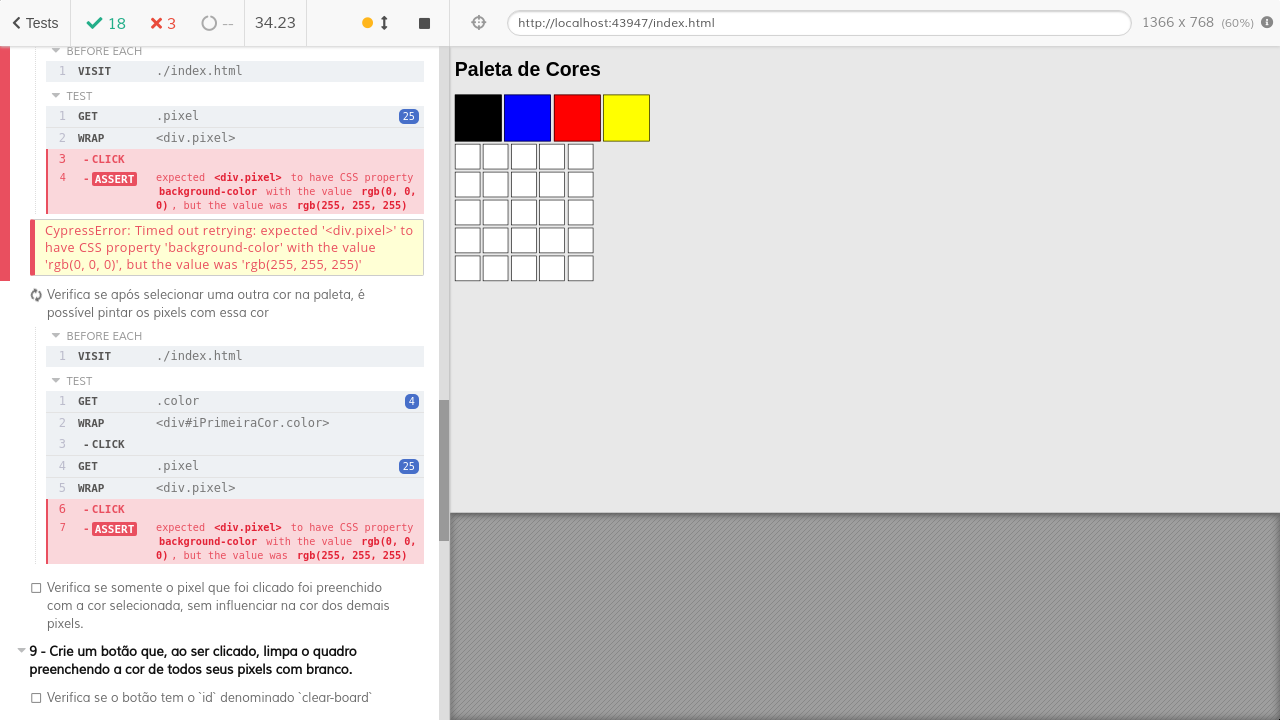 Tests
18
3
--
34.23
http://localhost:43947/index.html
1366 x 768 (60%)
BEFORE EACH
1 VISIT ./index.html
TEST
1 GET .pixel 25
2 WRAP <div.pixel>
3 - CLICK
4 - ASSERT expected <div.pixel> to have CSS property
background-color with the value rgb(0, 0,
0) , but the value was rgb(255, 255, 255)
CypressError: Timed out retrying: expected '<div.pixel>' to
have CSS property 'background-color' with the value
'rgb(0, 0, 0)', but the value was 'rgb(255, 255, 255)'
Verifica se após selecionar uma outra cor na paleta, é
possível pintar os pixels com essa cor
BEFORE EACH
1 VISIT ./index.html
TEST
1 GET .color 4
2 WRAP <div#iPrimeiraCor.color>
3 - CLICK
4 GET .pixel 25
5 WRAP <div.pixel>
6 - CLICK
7 - ASSERT expected <div.pixel> to have CSS property
background-color with the value rgb(0, 0,
0) , but the value was rgb(255, 255, 255)
Verifica se somente o pixel que foi clicado foi preenchido
com a cor selecionada, sem influenciar na cor dos demais
pixels.
9 - Crie um botão que, ao ser clicado, limpa o quadro
preenchendo a cor de todos seus pixels com branco.
Verifica se o botão tem o `id` denominado `clear-board`
Paleta de Cores